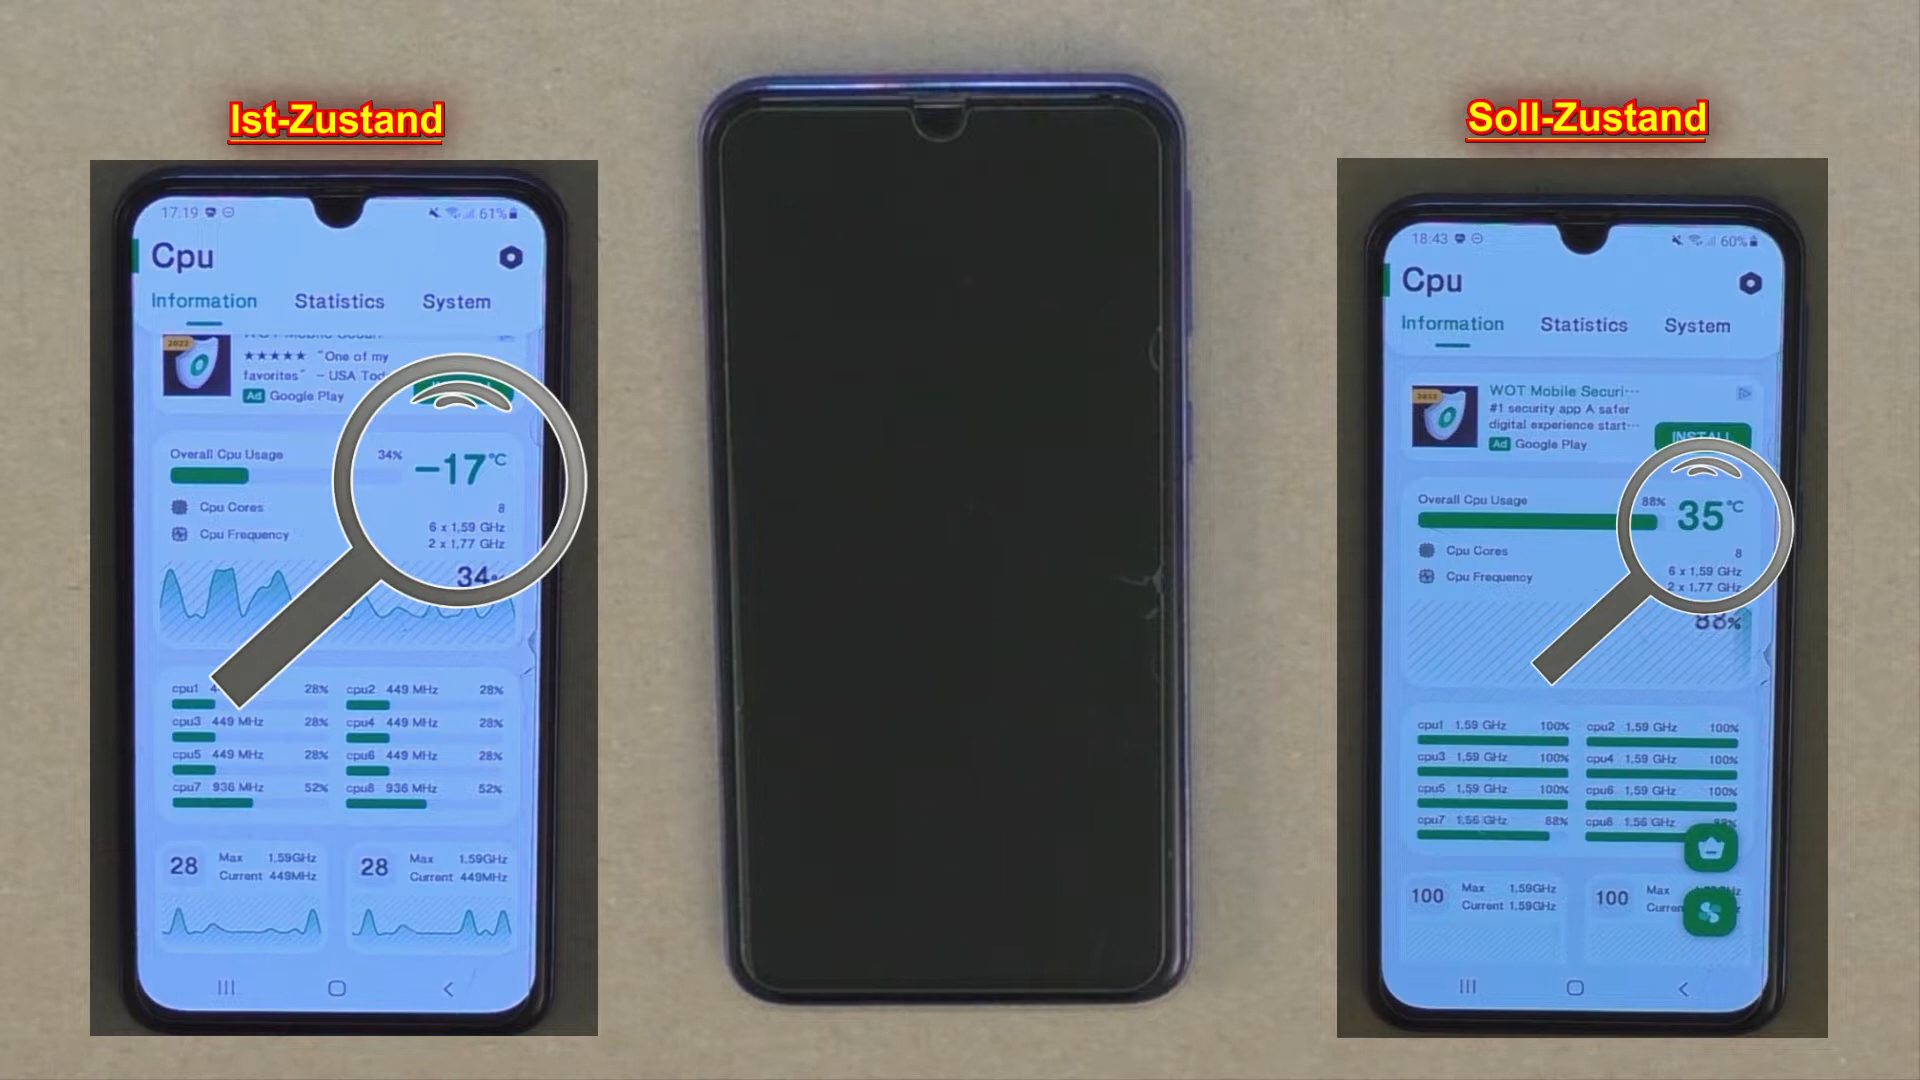 Ist-Zustand
17:19
61%
Cpu
Information Statistics System
2022
★★★★★ "One of my
favorites" - USA Tod
Ad Google Play
Overall Cpu Usage 34%
-17°C
Cpu Cores 8
Cpu Frequency 6 x 1,59 GHz
2 x 1,77 GHz
34%
cpu1 28% cpu2 449 MHz 28%
cpu3 449 MHz 28% cpu4 449 MHz 28%
cpu5 449 MHz 28% cpu6 449 MHz 28%
cpu7 936 MHz 52% cpu8 936 MHz 52%
28 Max 1,59GHz
Current 449MHz
28 Max 1,59GHz
Current 449MHz
Soll-Zustand
18:43
60%
Cpu
Information Statistics System
2022
WOT Mobile Securi...
#1 security app A safer
digital experience start...
Ad Google Play
INSTALL
Overall Cpu Usage 88%
35°C
Cpu Cores 8
Cpu Frequency 6 x 1,59 GHz
2 x 1,77 GHz
88%
cpu1 1,59 GHz 100% cpu2 1,59 GHz 100%
cpu3 1,59 GHz 100% cpu4 1,59 GHz 100%
cpu5 1,59 GHz 100% cpu6 1,59 GHz 100%
cpu7 1,56 GHz 88% cpu8 1,56 GHz 88%
100 Max 1,59GHz
Current 1,59GHz
100 Max